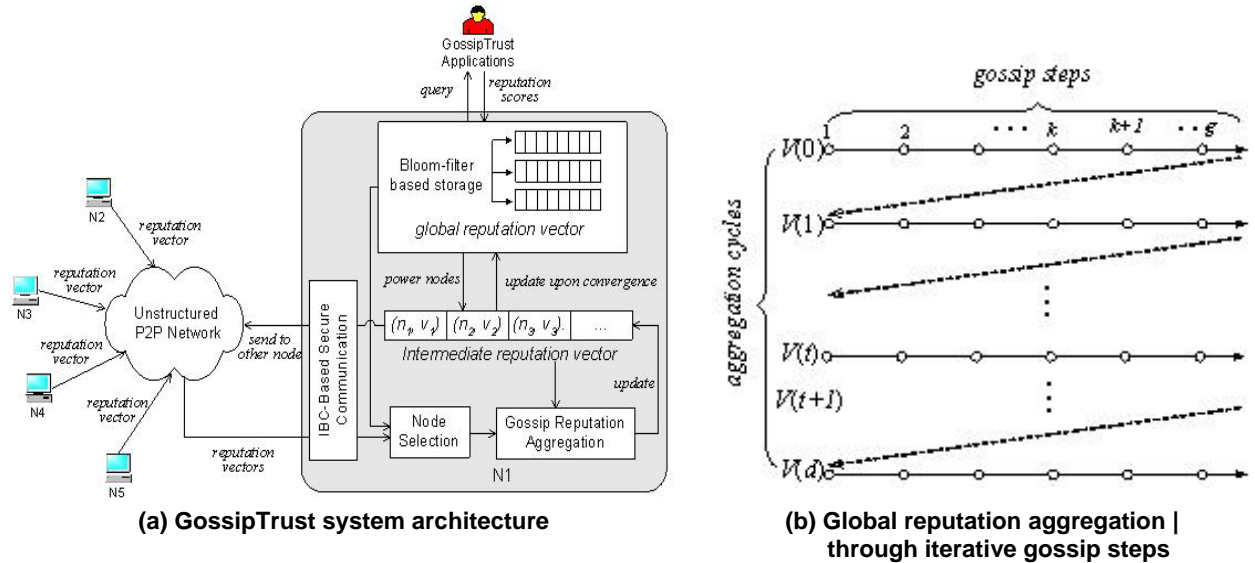 GossipTrust
Applications
query
reputation
scores
Bloom-filter
based storage
global reputation vector
power nodes
update upon convergence
(n1, v1)
(n2, v2)
(n3, v3).
...
Intermediate reputation vector
update
IBC-Based Secure
Communication
Node
Selection
Gossip Reputation
Aggregation
N1
N2
reputation
vector
reputation
vector
N3
Unstructured
P2P Network
send to
other node
reputation
vector
N4
reputation
vector
N5
reputation
vectors
(a) GossipTrust system architecture
gossip steps
1 2 ... k k+1 .. g
V(0)
V(1)
V(t)
V(t+1)
V(d)
aggregation cycles
(b) Global reputation aggregation |
through iterative gossip steps